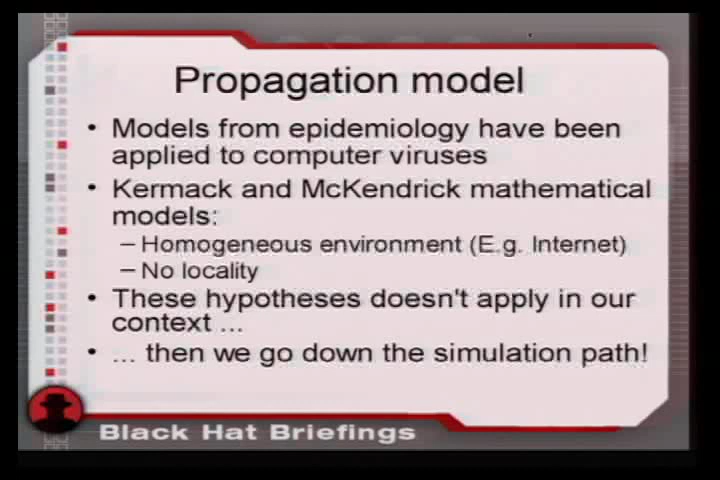 Propagation model
• Models from epidemiology have been
applied to computer viruses
• Kermack and McKendrick mathematical
models:
– Homogeneous environment (E.g. Internet)
– No locality
• These hypotheses doesn't apply in our
context ...
• ... then we go down the simulation path!
Black Hat Briefings